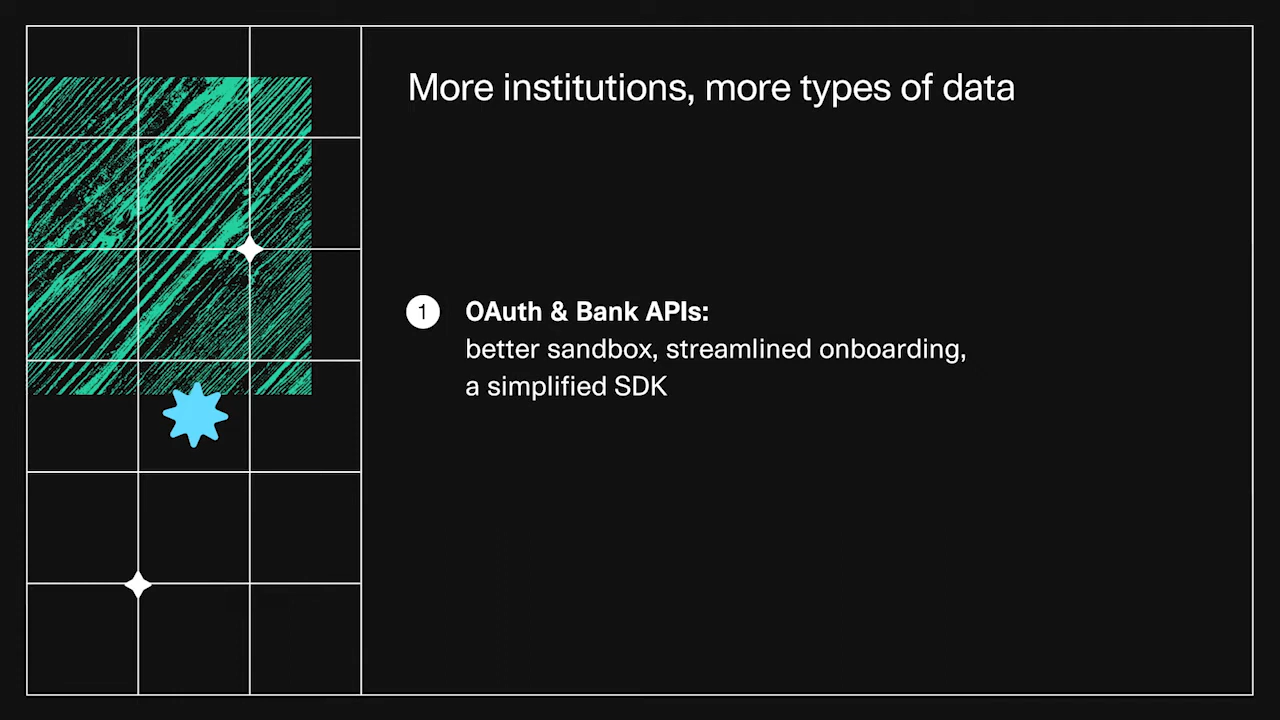 More institutions, more types of data
1 OAuth & Bank APIs:
better sandbox, streamlined onboarding,
a simplified SDK